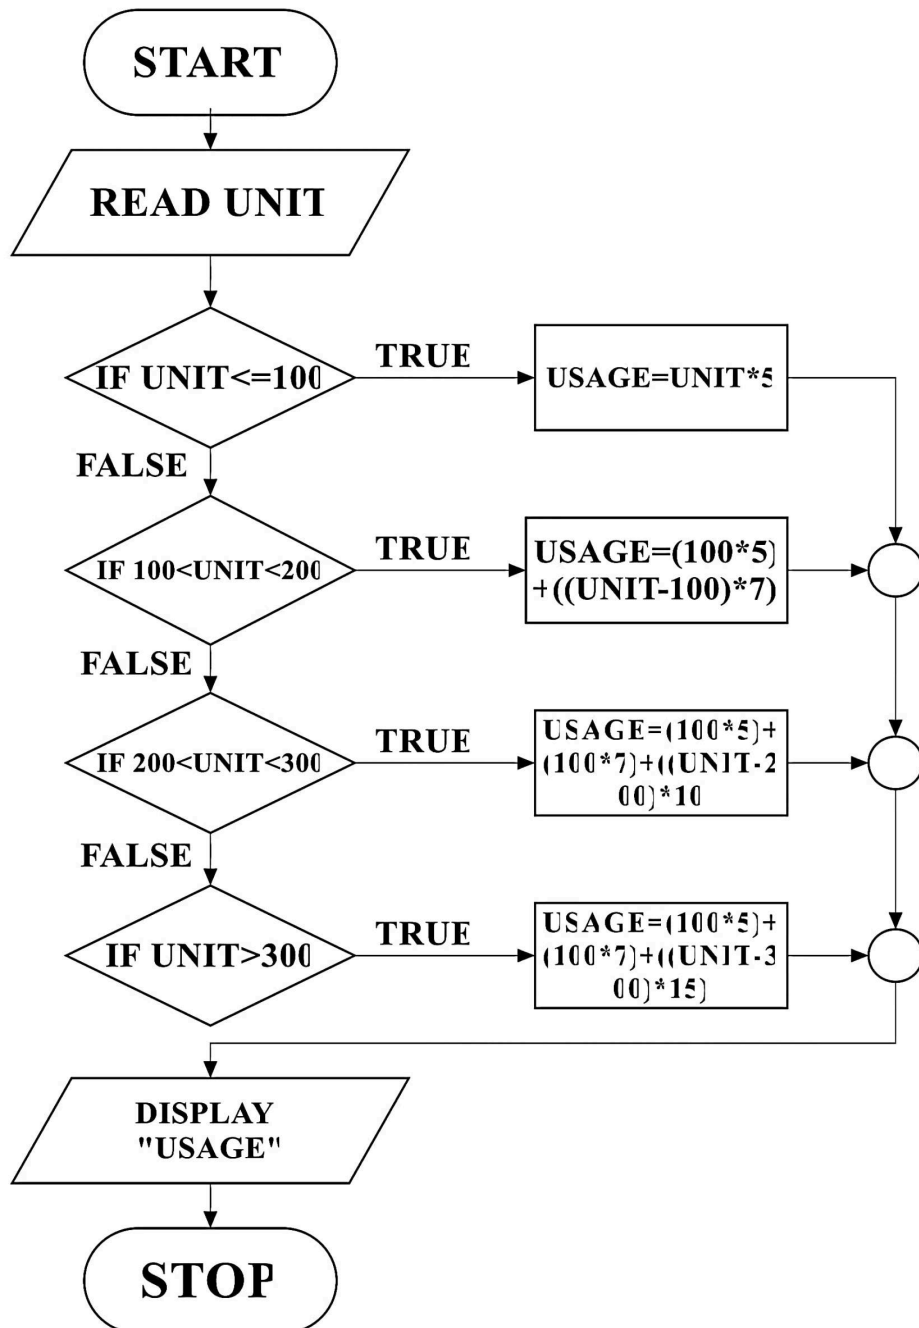 START
READ UNIT
IF UNIT<=100
TRUE
USAGE=UNIT*5
FALSE
IF 100<UNIT<200
TRUE
USAGE=(100*5)
+((UNIT-100)*7)
FALSE
IF 200<UNIT<300
TRUE
USAGE=(100*5)+
(100*7)+((UNIT-2
00)*10
FALSE
IF UNIT>300
TRUE
USAGE=(100*5)+
(100*7)+((UNIT-3
00)*15)
DISPLAY
"USAGE"
STOP